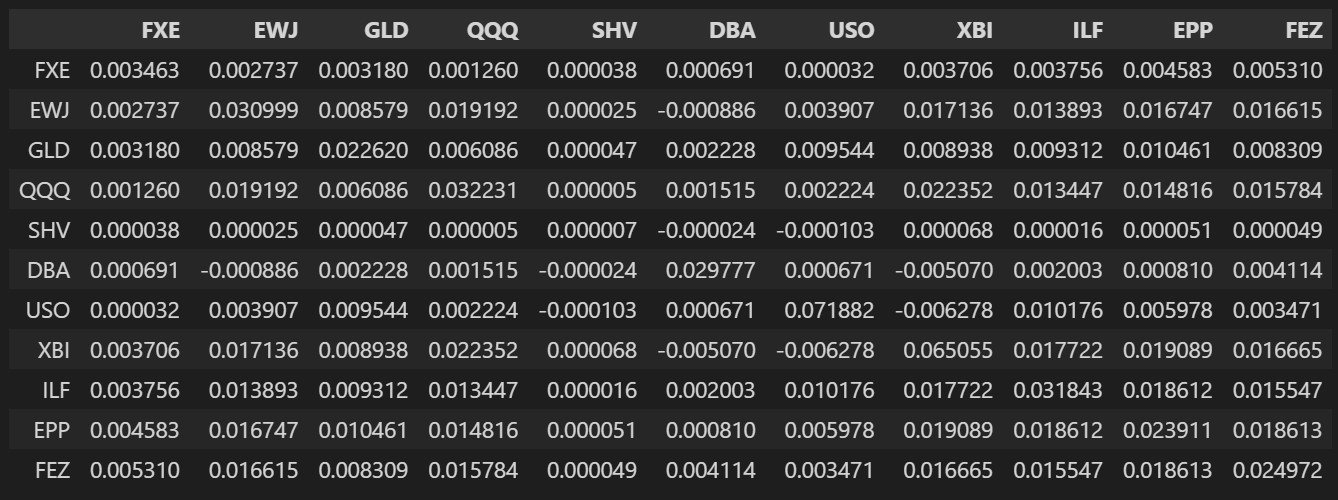 FXE EWJ GLD QQQ SHV DBA USO XBI ILF EPP FEZ
FXE 0.003463 0.002737 0.003180 0.001260 0.000038 0.000691 0.000032 0.003706 0.003756 0.004583 0.005310
EWJ 0.002737 0.030999 0.008579 0.019192 0.000025 -0.000886 0.003907 0.017136 0.013893 0.016747 0.016615
GLD 0.003180 0.008579 0.022620 0.006086 0.000047 0.002228 0.009544 0.008938 0.009312 0.010461 0.008309
QQQ 0.001260 0.019192 0.006086 0.032231 0.000005 0.001515 0.002224 0.022352 0.013447 0.014816 0.015784
SHV 0.000038 0.000025 0.000047 0.000005 0.000007 -0.000024 -0.000103 0.000068 0.000016 0.000051 0.000049
DBA 0.000691 -0.000886 0.002228 0.001515 -0.000024 0.029777 0.000671 -0.005070 0.002003 0.000810 0.004114
USO 0.000032 0.003907 0.009544 0.002224 -0.000103 0.000671 0.071882 -0.006278 0.010176 0.005978 0.003471
XBI 0.003706 0.017136 0.008938 0.022352 0.000068 -0.005070 -0.006278 0.065055 0.017722 0.019089 0.016665
ILF 0.003756 0.013893 0.009312 0.013447 0.000016 0.002003 0.010176 0.017722 0.031843 0.018612 0.015547
EPP 0.004583 0.016747 0.010461 0.014816 0.000051 0.000810 0.005978 0.019089 0.018612 0.023911 0.018613
FEZ 0.005310 0.016615 0.008309 0.015784 0.000049 0.004114 0.003471 0.016665 0.015547 0.018613 0.024972